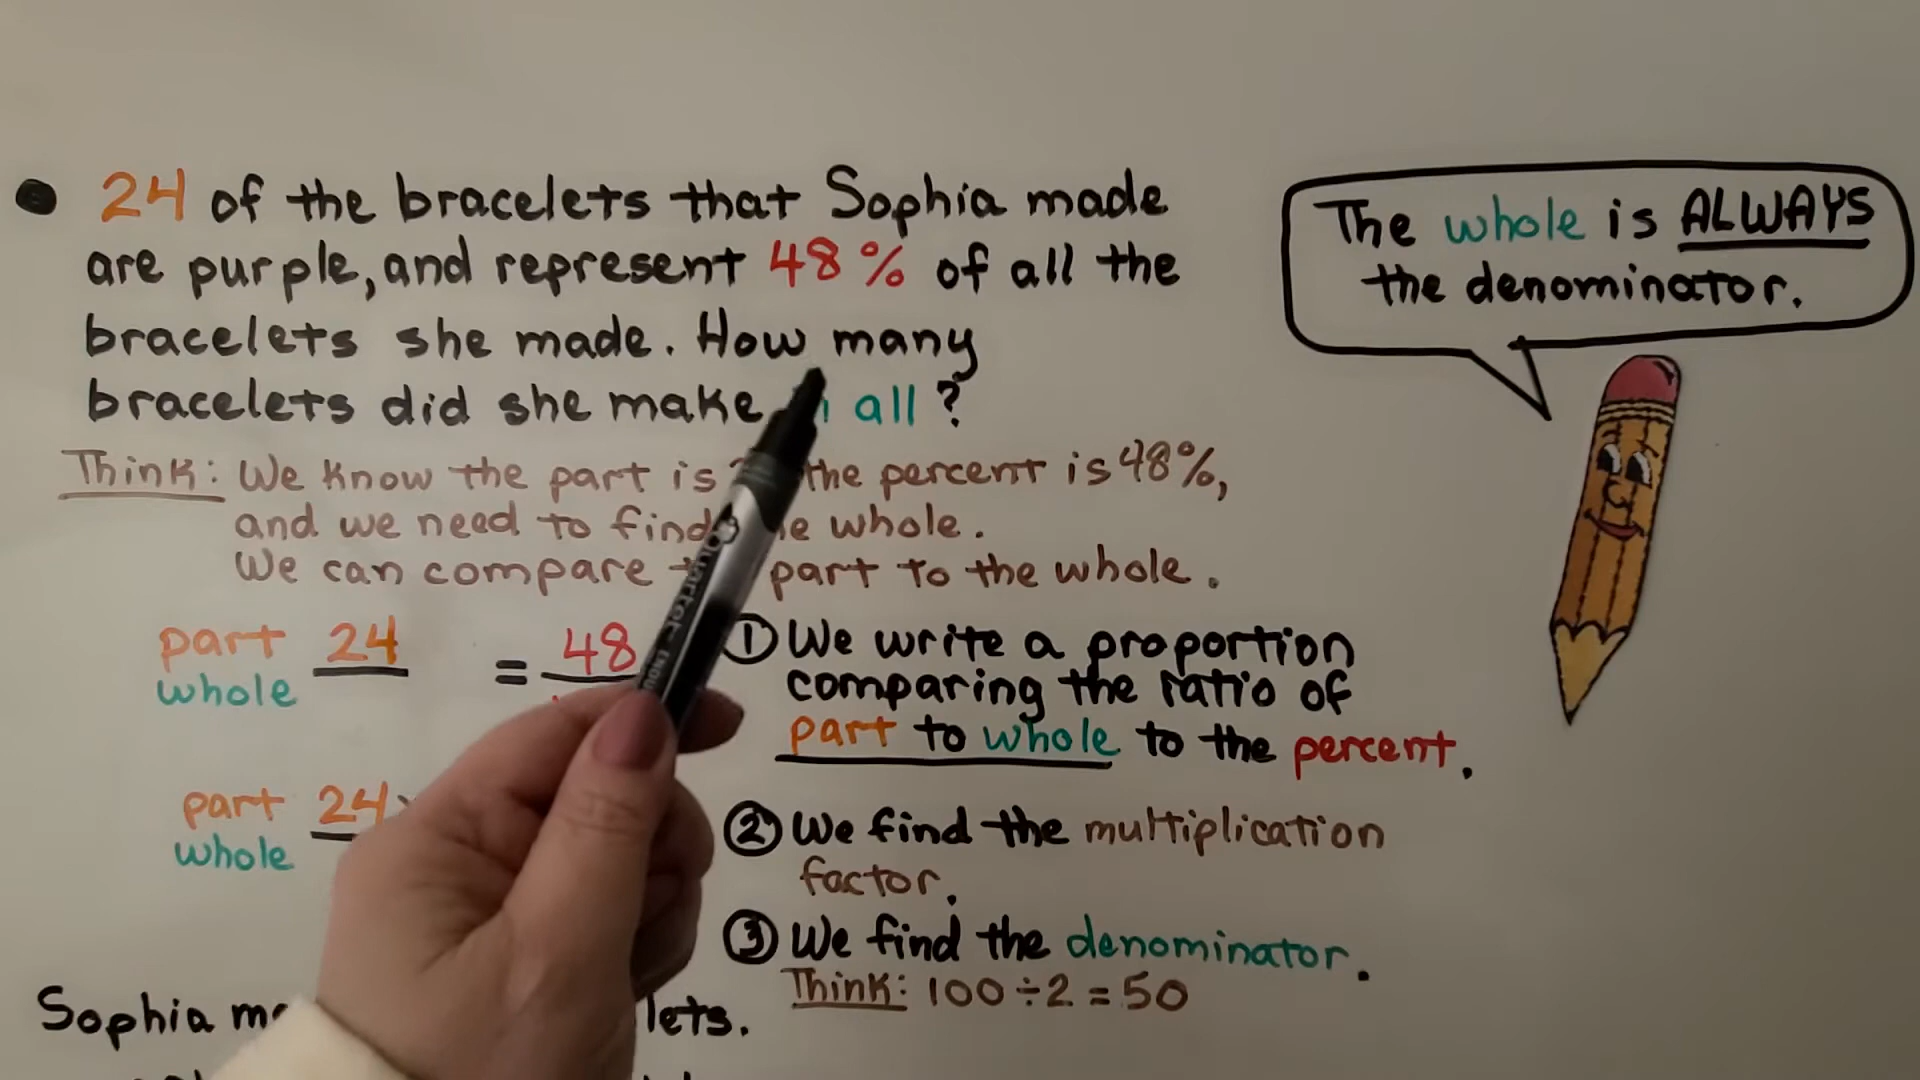 24 of the bracelets that Sophia made
are purple, and represent 48% of all the
bracelets she made. How many
bracelets did she make all?
Think: We know the part is the percent is 48%,
and we need to find whole.
We can compare part to the whole.
The whole is ALWAYS
the denominator.
part 24 = 48
whole
① We write a proportion
comparing the ratio of
part to whole to the percent.
part 24
whole
② We find the multiplication
factor.
③ We find the denominator.
Think: 100 ÷ 2 = 50
Sophia
Quartet